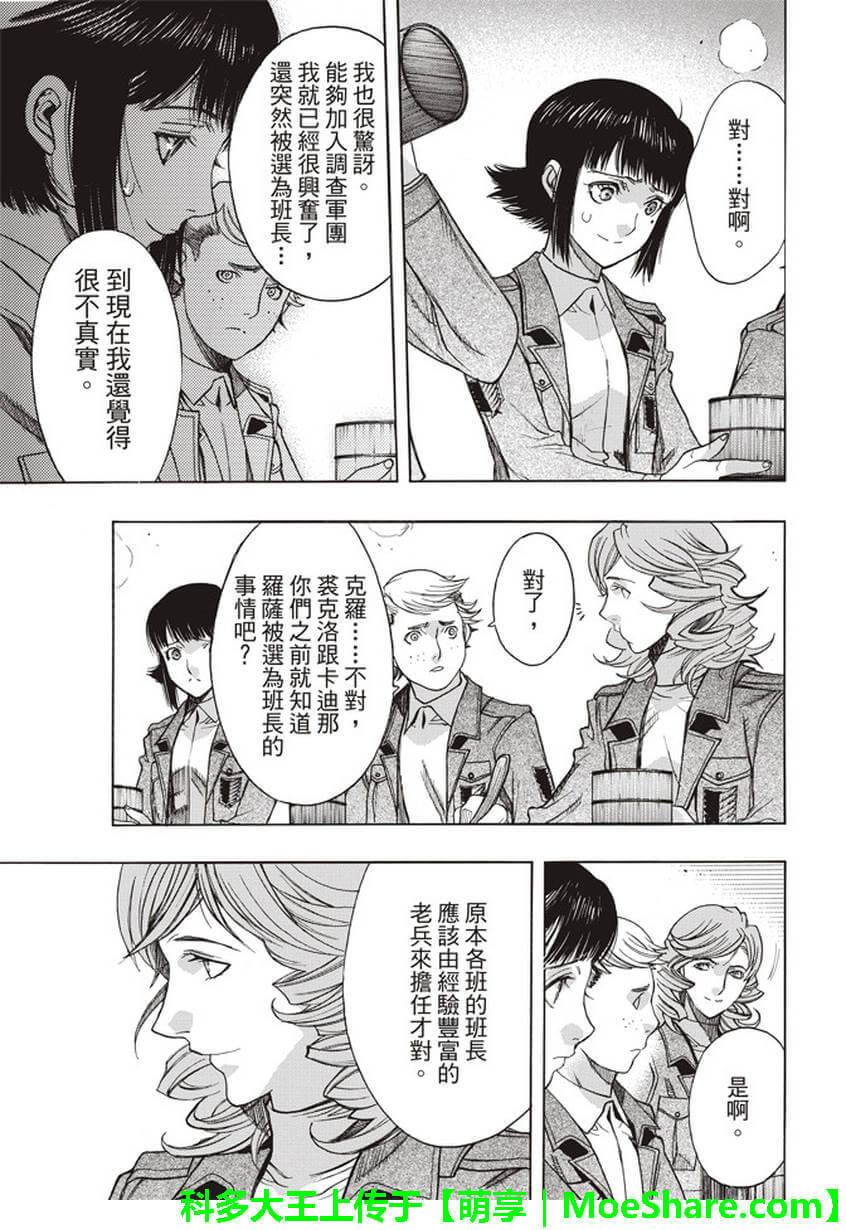 對……對啊。
我也很驚訝。
能夠加入調查軍團
我就已經很興奮了，
還突然被選為班長…
到現在我還覺得
很不真實。
對了，
克羅……不對，
裘克洛跟卡迪那
你們之前就知道
羅薩被選為班長的
事情吧？
是啊。
原本各班的班長
應該由經驗豐富的
老兵來擔任才對。
科多大王上传于【萌享|MoeShare.com】